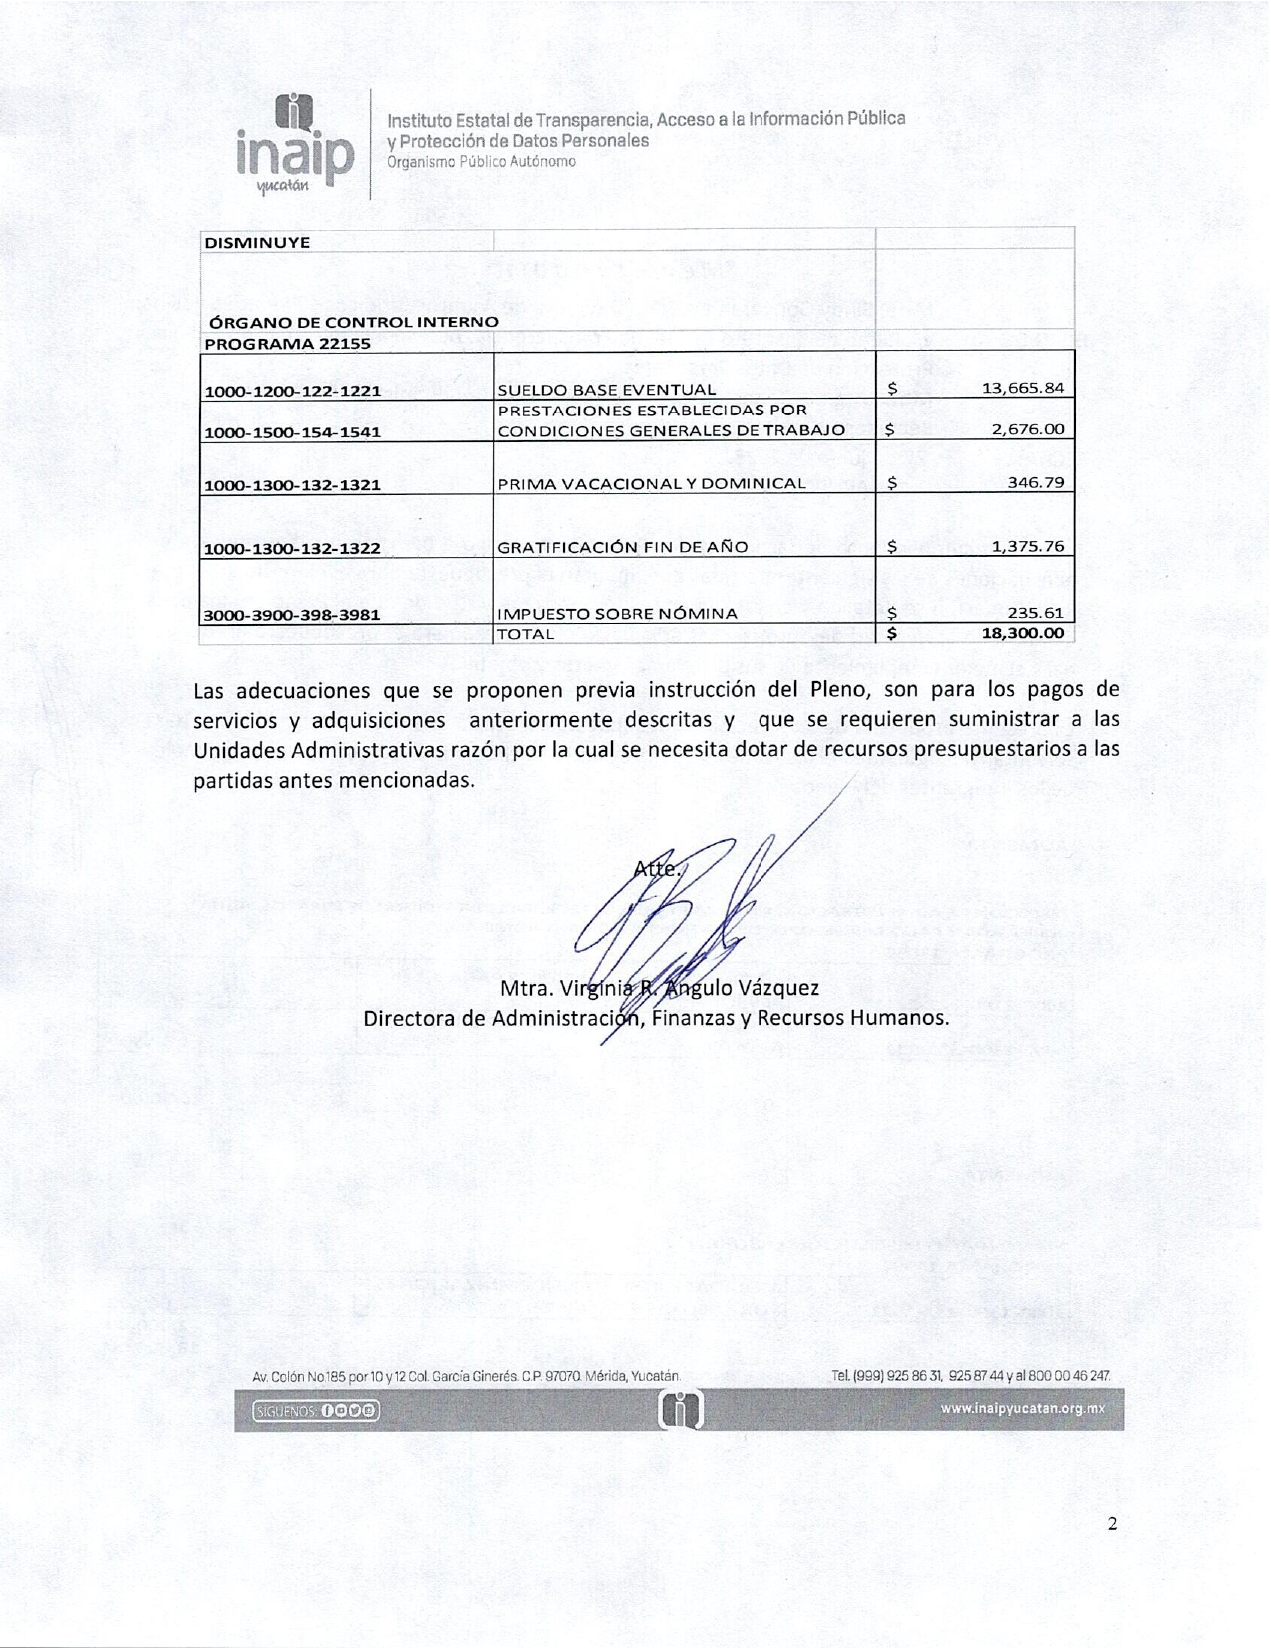 inaip
yucatán
Instituto Estatal de Transparencia, Acceso a la Información Pública
y Protección de Datos Personales
Organismo Público Autónomo
DISMINUYE
ÓRGANO DE CONTROL INTERNO
PROGRAMA 22155
1000-1200-122-1221 SUELDO BASE EVENTUAL $ 13,665.84
PRESTACIONES ESTABLECIDAS POR
1000-1500-154-1541 CONDICIONES GENERALES DE TRABAJO $ 2,676.00
1000-1300-132-1321 PRIMA VACACIONAL Y DOMINICAL $ 346.79
1000-1300-132-1322 GRATIFICACIÓN FIN DE AÑO $ 1,375.76
3000-3900-398-3981 IMPUESTO SOBRE NÓMINA $ 235.61
TOTAL $ 18,300.00
Las adecuaciones que se proponen previa instrucción del Pleno, son para los pagos de
servicios y adquisiciones anteriormente descritas y que se requieren suministrar a las
Unidades Administrativas razón por la cual se necesita dotar de recursos presupuestarios a las
partidas antes mencionadas.
Atte.
Mtra. Virginia R. Angulo Vázquez
Directora de Administración, Finanzas y Recursos Humanos.
Av. Colón No.185 por 10 y 12 Col. García Ginerés. C.P. 97070. Mérida, Yucatán. Tel. (999) 925 86 31, 925 87 44 y al 800 00 46 247.
SÍGUENOS: www.inaipyucatan.org.mx
2